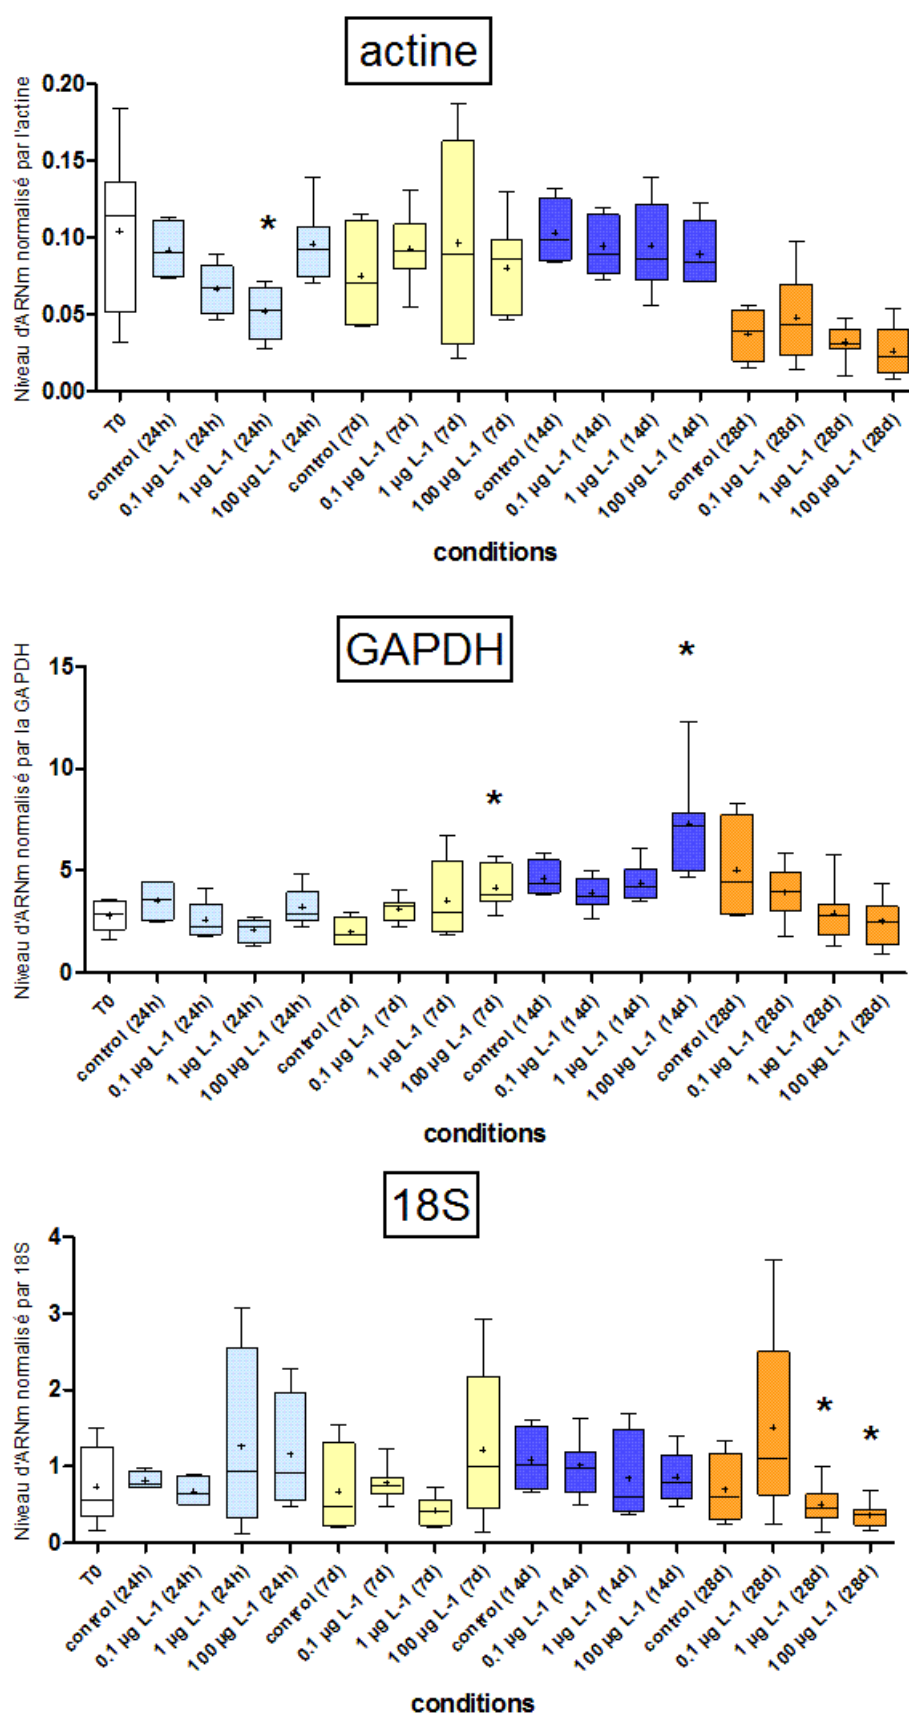 actine
Niveau d'ARNm normalisé par l'actine
0.20
0.15
0.10
0.05
0.00
*
T0
control (24h)
0.1 µg L-1 (24h)
1 µg L-1 (24h)
100 µg L-1 (24h)
control (7d)
0.1 µg L-1 (7d)
1 µg L-1 (7d)
100 µg L-1 (7d)
control (14d)
0.1 µg L-1 (14d)
1 µg L-1 (14d)
100 µg L-1 (14d)
control (28d)
0.1 µg L-1 (28d)
1 µg L-1 (28d)
100 µg L-1 (28d)
conditions
GAPDH
Niveau d'ARNm normalisé par la GAPDH
15
10
5
0
*
*
T0
control (24h)
0.1 µg L-1 (24h)
1 µg L-1 (24h)
100 µg L-1 (24h)
control (7d)
0.1 µg L-1 (7d)
1 µg L-1 (7d)
100 µg L-1 (7d)
control (14d)
0.1 µg L-1 (14d)
1 µg L-1 (14d)
100 µg L-1 (14d)
control (28d)
0.1 µg L-1 (28d)
1 µg L-1 (28d)
100 µg L-1 (28d)
conditions
18S
Niveau d'ARNm normalisé par 18S
4
3
2
1
0
*
*
T0
control (24h)
0.1 µg L-1 (24h)
1 µg L-1 (24h)
100 µg L-1 (24h)
control (7d)
0.1 µg L-1 (7d)
1 µg L-1 (7d)
100 µg L-1 (7d)
control (14d)
0.1 µg L-1 (14d)
1 µg L-1 (14d)
100 µg L-1 (14d)
control (28d)
0.1 µg L-1 (28d)
1 µg L-1 (28d)
100 µg L-1 (28d)
conditions